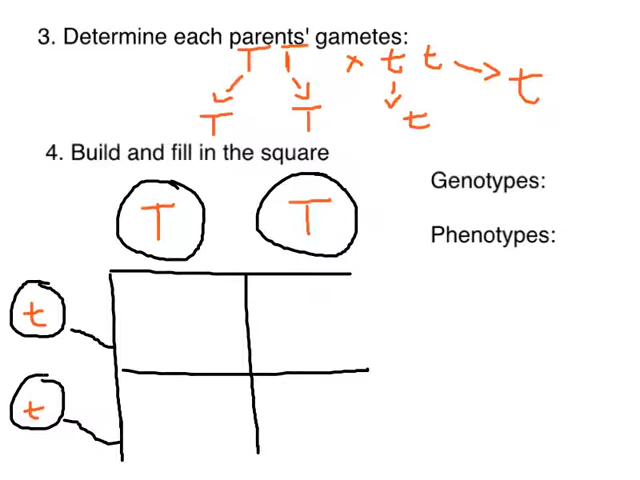 3. Determine each parents' gametes:
T T × t t → t
T T t
4. Build and fill in the square
T T
Genotypes:
Phenotypes:
t
t